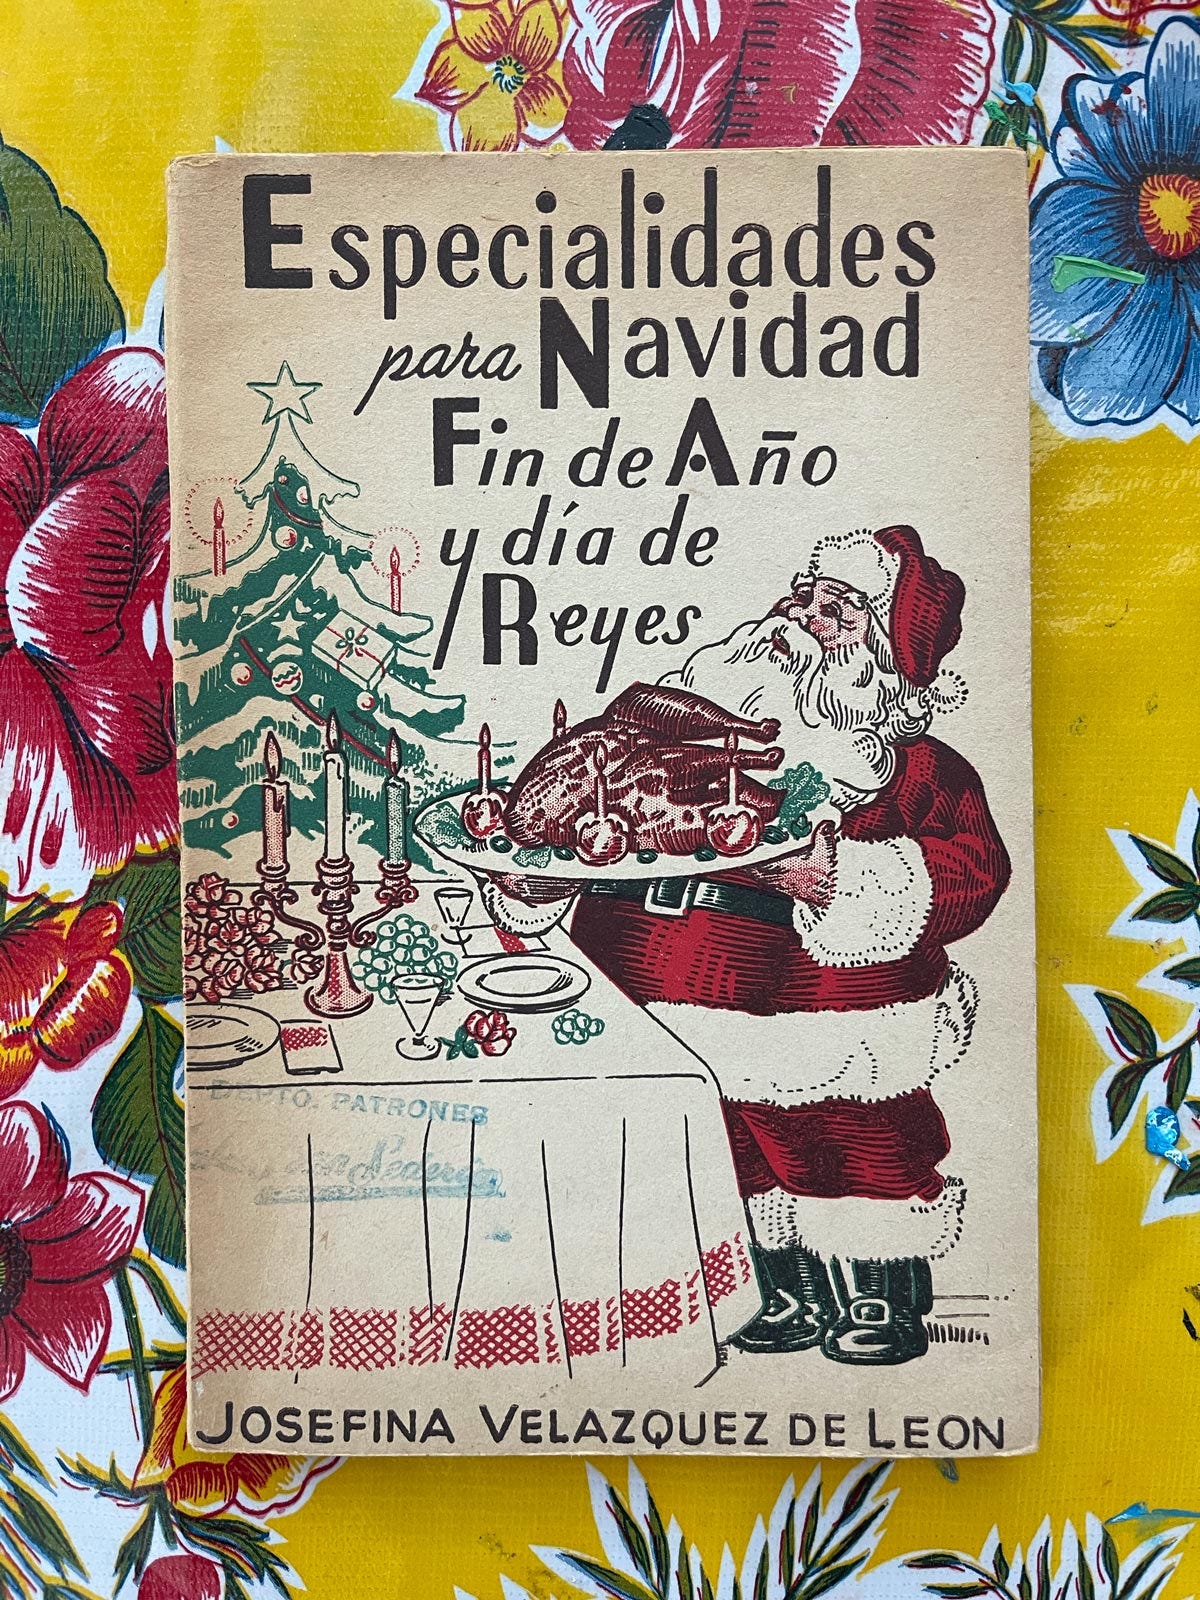 Especialidades
para Navidad
Fin de Año
y día de
Reyes
DEPTO. PATRONES
JOSEFINA VELAZQUEZ DE LEON